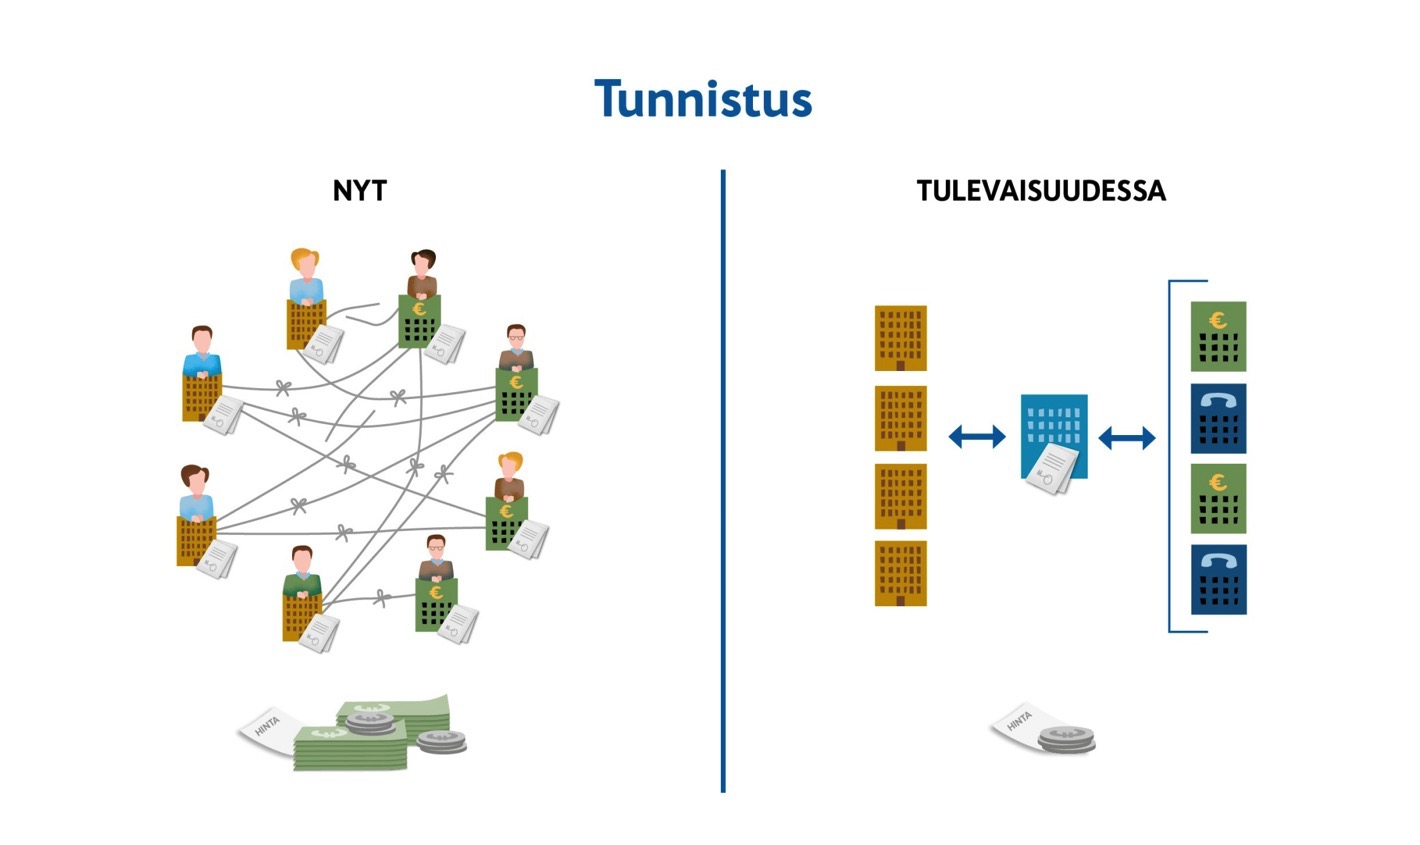 Tunnistus
NYT
TULEVAISUUDESSA
€
€
€
€
€
€
HINTA
HINTA